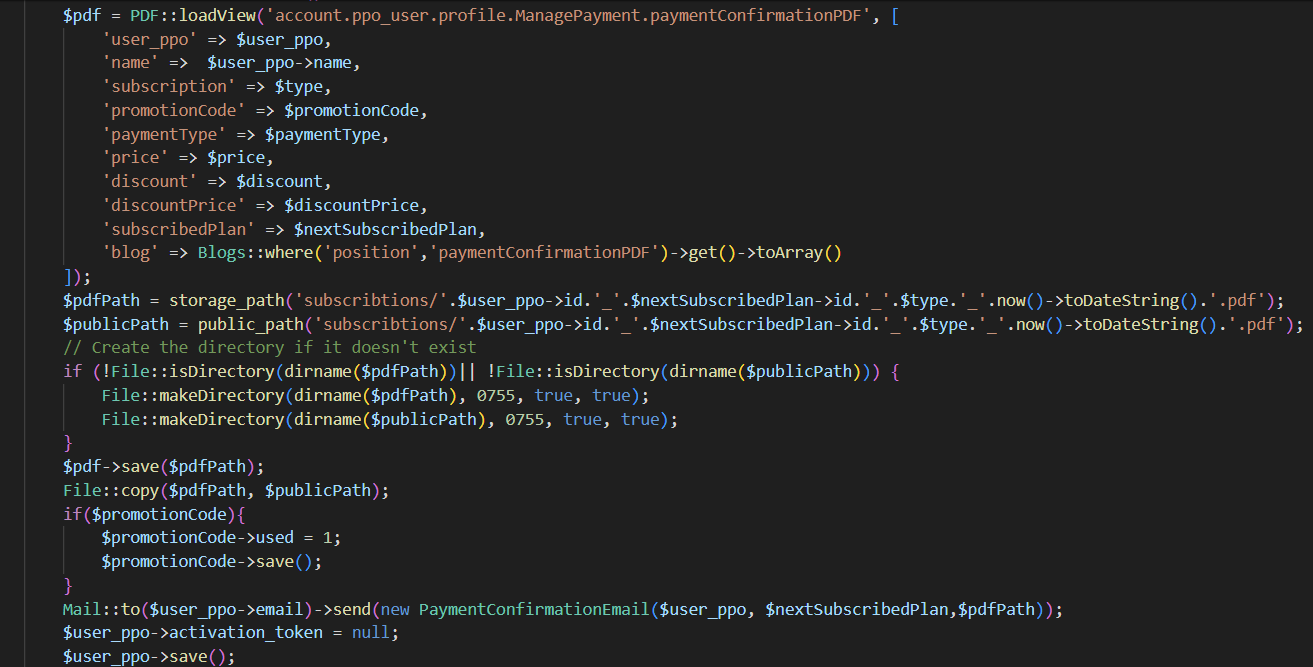 $pdf = PDF::loadView('account.ppo_user.profile.ManagePayment.paymentConfirmationPDF', [
'user_ppo' => $user_ppo,
'name' =>  $user_ppo->name,
'subscription' => $type,
'promotionCode' => $promotionCode,
'paymentType' => $paymentType,
'price' => $price,
'discount' => $discount,
'discountPrice' => $discountPrice,
'subscribedPlan' => $nextSubscribedPlan,
'blog' => Blogs::where('position','paymentConfirmationPDF')->get()->toArray()
]);
$pdfPath = storage_path('subscribtions/'.$user_ppo->id.'_'.$nextSubscribedPlan->id.'_'.$type.'_'.now()->toDateString().'.pdf');
$publicPath = public_path('subscribtions/'.$user_ppo->id.'_'.$nextSubscribedPlan->id.'_'.$type.'_'.now()->toDateString().'.pdf');
// Create the directory if it doesn't exist
if (!File::isDirectory(dirname($pdfPath))|| !File::isDirectory(dirname($publicPath))) {
File::makeDirectory(dirname($pdfPath), 0755, true, true);
File::makeDirectory(dirname($publicPath), 0755, true, true);
}
$pdf->save($pdfPath);
File::copy($pdfPath, $publicPath);
if($promotionCode){
$promotionCode->used = 1;
$promotionCode->save();
}
Mail::to($user_ppo->email)->send(new PaymentConfirmationEmail($user_ppo, $nextSubscribedPlan,$pdfPath));
$user_ppo->activation_token = null;
$user_ppo->save();